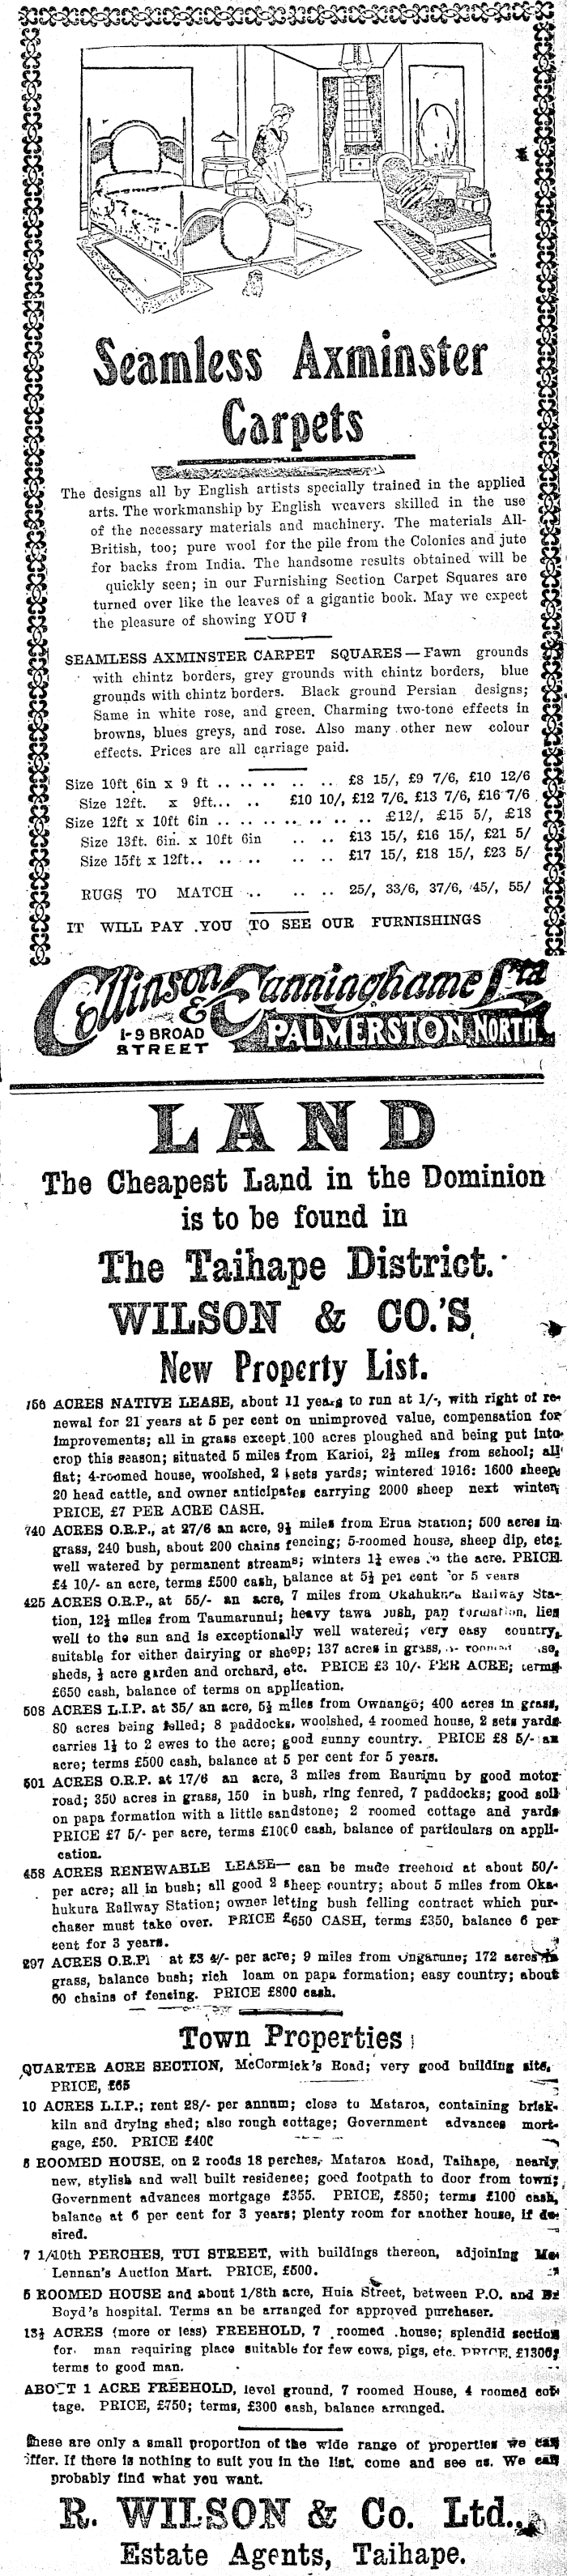 Seamless Axminster
Carpets
The designs all by English artists specially trained in the applied
arts. The workmanship by English weavers skilled in the use
of the necessary materials and machinery. The materials All-
British, too; pure wool for the pile from the Colonies and jute
for backs from India. The handsome results obtained will be
quickly seen; in our Furnishing Section Carpet Squares are
turned over like the leaves of a gigantic book. May we expect
the pleasure of showing YOU ?
SEAMLESS AXMINSTER CARPET SQUARES — Fawn grounds
with chintz borders, grey grounds with chintz borders, blue
grounds with chintz borders. Black ground Persian designs;
Same in white rose, and green. Charming two-tone effects in
browns, blues greys, and rose. Also many other new colour
effects. Prices are all carriage paid.
Size 10ft 6in x 9 ft .. .. .. .. .. .. £8 15/, £9 7/6, £10 12/6
Size 12ft. x 9ft... .. .. £10 10/, £12 7/6. £13 7/6, £16 7/6
Size 12ft x 10ft 6in .. .. .. .. .. .. .. .. £12/, £15 5/, £18
Size 13ft. 6in. x 10ft 6in .. .. .. £13 15/, £16 15/, £21 5/
Size 15ft x 12ft.. .. .. .. .. .. .. £17 15/, £18 15/, £23 5/
RUGS TO MATCH .. .. .. .. 25/, 33/6, 37/6, 45/, 55/
IT WILL PAY YOU TO SEE OUR FURNISHINGS
Collinson & Cunninghame Ltd
1-9 BROAD STREET
PALMERSTON NORTH
LAND
The Cheapest Land in the Dominion
is to be found in
The Taihape District.
WILSON & CO.'S
New Property List.
ACRES NATIVE LEASE, about 11 years to run at 1/-, with right of re-
newal for 21 years at 5 per cent on unimproved value, compensation for
improvements; all in grass except 100 acres ploughed and being put into
crop this season; situated 5 miles from Karioi, 2½ miles from school; all
flat; 4-roomed house, woolshed, 2 sets yards; wintered 1916: 1600 sheep,
20 head cattle, and owner anticipates carrying 2000 sheep next winter,
PRICE, £7 PER ACRE CASH.
740 ACRES O.R.P., at 27/6 an acre, 9½ miles from Erua Station; 500 acres in
grass, 240 bush, about 200 chains fencing; 5-roomed house, sheep dip, etc;
well watered by permanent streams; winters 1½ ewes to the acre. PRICE
£4 10/- an acre, terms £500 cash, balance at 5½ per cent for 5 years
425 ACRES O.R.P., at 55/- an acre, 7 miles from Okahukura Railway Sta-
tion, 12½ miles from Taumarunui; heavy tawa bush, papa formation, lies
well to the sun and is exceptionally well watered; very easy country,
suitable for either dairying or sheep; 137 acres in grass,
sheds, ½ acre garden and orchard, etc. PRICE £3 10/- PER ACRE; terms
£650 cash, balance of terms on application.
508 ACRES L.I.P. at 35/ an acre, 5½ miles from Owhango; 400 acres in grass,
80 acres being felled; 8 paddocks, woolshed, 4 roomed house, 2 sets yards
carries 1½ to 2 ewes to the acre; good sunny country. PRICE £8 5/- an
acre; terms £500 cash, balance at 5 per cent for 5 years.
501 ACRES O.R.P. at 17/6 an acre, 3 miles from Raurimu by good motor
road; 350 acres in grass, 150 in bush, ring fenred, 7 paddocks; good soil
on papa formation with a little sandstone; 2 roomed cottage and yards
PRICE £7 5/- per acre, terms £1000 cash, balance of particulars on appli-
cation.
458 ACRES RENEWABLE LEASE— can be made freehold at about 50/-
per acre; all in bush; all good 2 sheep country; about 5 miles from Oka-
hukura Railway Station; owner letting bush felling contract which pur-
chaser must take over. PRICE £650 CASH, terms £350, balance 6 per
cent for 3 years.
297 ACRES O.R.P. at £3 4/- per acre; 9 miles from Ongarune; 172 acres in
grass, balance bush; rich loam on papa formation; easy country; about
60 chains of fencing. PRICE £800 cash.
Town Properties
QUARTER ACRE SECTION, McCormick's Road; very good building site,
PRICE, £65
10 ACRES L.I.P.; rent 28/- per annum; close to Mataroa, containing brick-
kiln and drying shed; also rough cottage; Government advances mort-
gage, £50. PRICE £400
8 ROOMED HOUSE, on 2 roods 18 perches, Mataroa Road, Taihape, nearly
new, stylish and well built residence; good footpath to door from town;
Government advances mortgage £355. PRICE, £850; terms £100 cash,
balance at 6 per cent for 3 years; plenty room for another house, if de-
sired.
7 1/10th PERCHES, TUI STREET, with buildings thereon, adjoining Mc-
Lennan's Auction Mart. PRICE, £500.
5 ROOMED HOUSE and about 1/8th acre, Huia Street, between P.O. and Dr
Boyd's hospital. Terms an be arranged for approved purchaser.
13½ ACRES (more or less) FREEHOLD, 7 roomed house; splendid section
for man requiring place suitable for few cows, pigs, etc. PRICE, £1300;
terms to good man.
ABOUT 1 ACRE FREEHOLD, level ground, 7 roomed House, 4 roomed cot-
tage. PRICE, £750; terms, £300 cash, balance arranged.
These are only a small proportion of the wide range of properties we can
offer. If there is nothing to suit you in the list, come and see us. We can
probably find what you want.
R. WILSON & Co. Ltd.,
Estate Agents, Taihape.